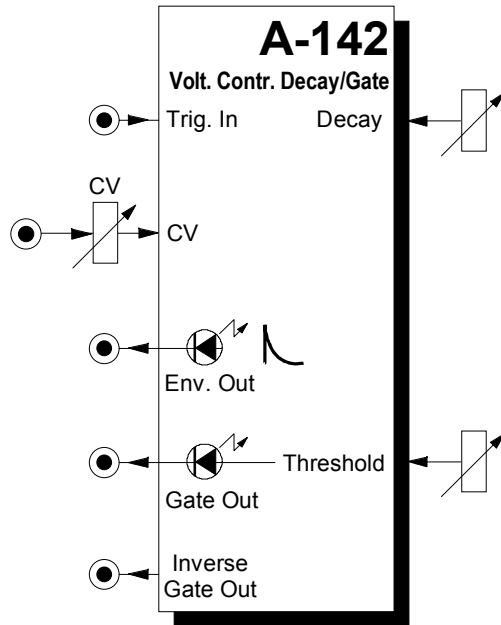 A-142
Volt. Contr. Decay/Gate
Trig. In
Decay
CV
CV
Env. Out
Threshold
Gate Out
Inverse
Gate Out